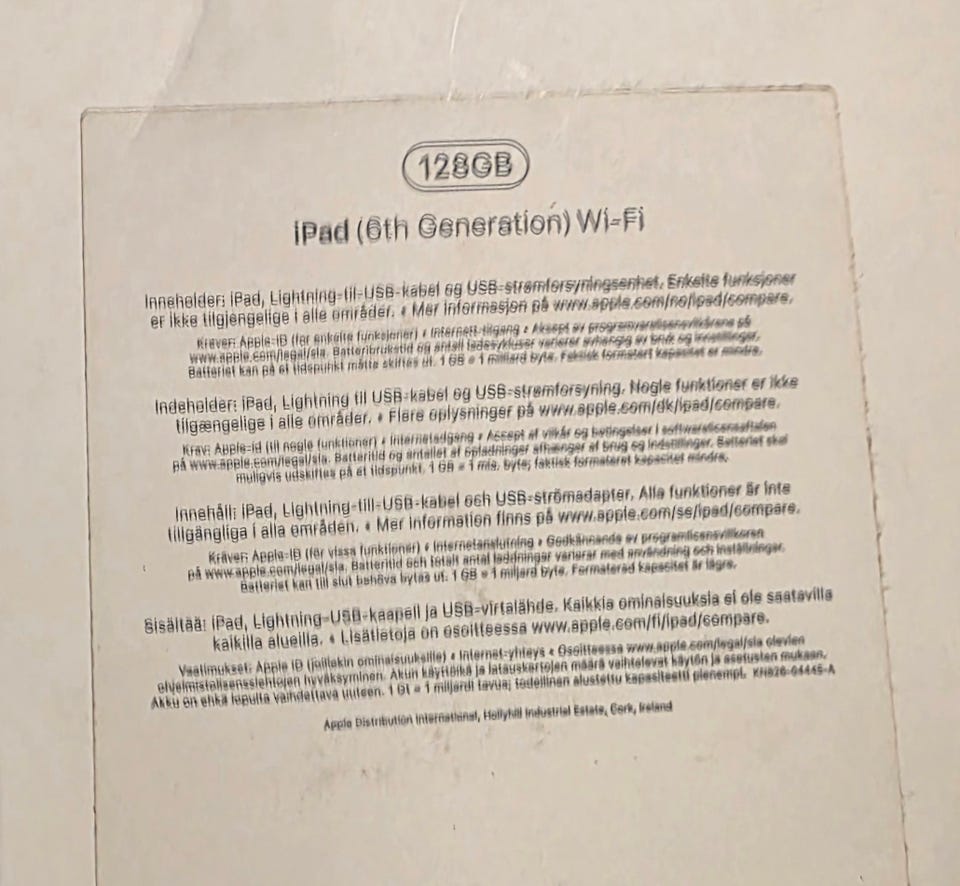 128GB
iPad (6th Generation) Wi-Fi
Inneholder: iPad, Lightning-til-USB-kabel og USB-strømforsyningsenhet. Enkelte funksjoner
er ikke tilgjengelige i alle områder. • Mer informasjon på www.apple.com/no/ipad/compare.
Krever: Apple-ID (for enkelte funksjoner) • Internett-tilgang • Aksept av programvarelisensvilkårene på
www.apple.com/legal/sla. Batteribrukstid og antall ladesykluser varierer avhengig av bruk og innstillinger.
Batteriet kan på et tidspunkt måtte skiftes ut. 1 GB = 1 milliard byte. Faktisk formatert kapasitet er mindre.
Indeholder: iPad, Lightning til USB-kabel og USB-strømforsyning. Nogle funktioner er ikke
tilgængelige i alle områder. • Flere oplysninger på www.apple.com/dk/ipad/compare.
Krav: Apple-id (til nogle funktioner) • Internetadgang • Accept af vilkår og betingelser i softwarelicensaftalen
på www.apple.com/legal/sla. Batteritid og antallet af opladninger afhænger af brug og indstillinger. Batteriet skal
muligvis udskiftes på et tidspunkt. 1 GB = 1 mia. byte; faktisk formateret kapacitet mindre.
Innehåll: iPad, Lightning-till-USB-kabel och USB-strömadapter. Alla funktioner är inte
tillgängliga i alla områden. • Mer information finns på www.apple.com/se/ipad/compare.
Kräver: Apple-ID (för vissa funktioner) • Internetanslutning • Godkännande av programlicensvillkoren
på www.apple.com/legal/sla. Batteritid och totalt antal laddningar varierar med användning och inställningar.
Batteriet kan till slut behöva bytas ut. 1 GB = 1 miljard byte. Formaterad kapacitet är lägre.
Sisältää: iPad, Lightning-USB-kaapeli ja USB-virtalähde. Kaikkia ominaisuuksia ei ole saatavilla
kaikilla alueilla. • Lisätietoja on osoitteessa www.apple.com/fi/ipad/compare.
Vaatimukset: Apple ID (joillekin ominaisuuksille) • Internet-yhteys • Osoitteessa www.apple.com/legal/sla olevien
ohjelmistolisenssiehtojen hyväksyminen. Akun käyttöikä ja latauskertojen määrä vaihtelevat käytön ja asetusten mukaan.
Akku on ehkä lopulta vaihdettava uuteen. 1 Gt = 1 miljardi tavua; todellinen alustettu kapasiteetti pienempi.
Apple Distribution International, Hollyhill Industrial Estate, Cork, Ireland